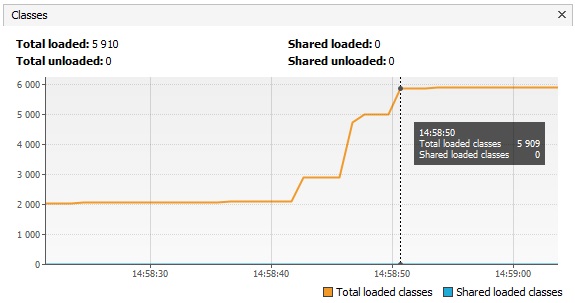 Classes ×
Total loaded: 5 910 Shared loaded: 0
Total unloaded: 0 Shared unloaded: 0
6 000
5 000
14:58:50
4 000
Total loaded classes 5 909
Shared loaded classes 0
3 000
2 000
1 000
0
14:58:30 14:58:40 14:58:50 14:59:00
Total loaded classes Shared loaded classes